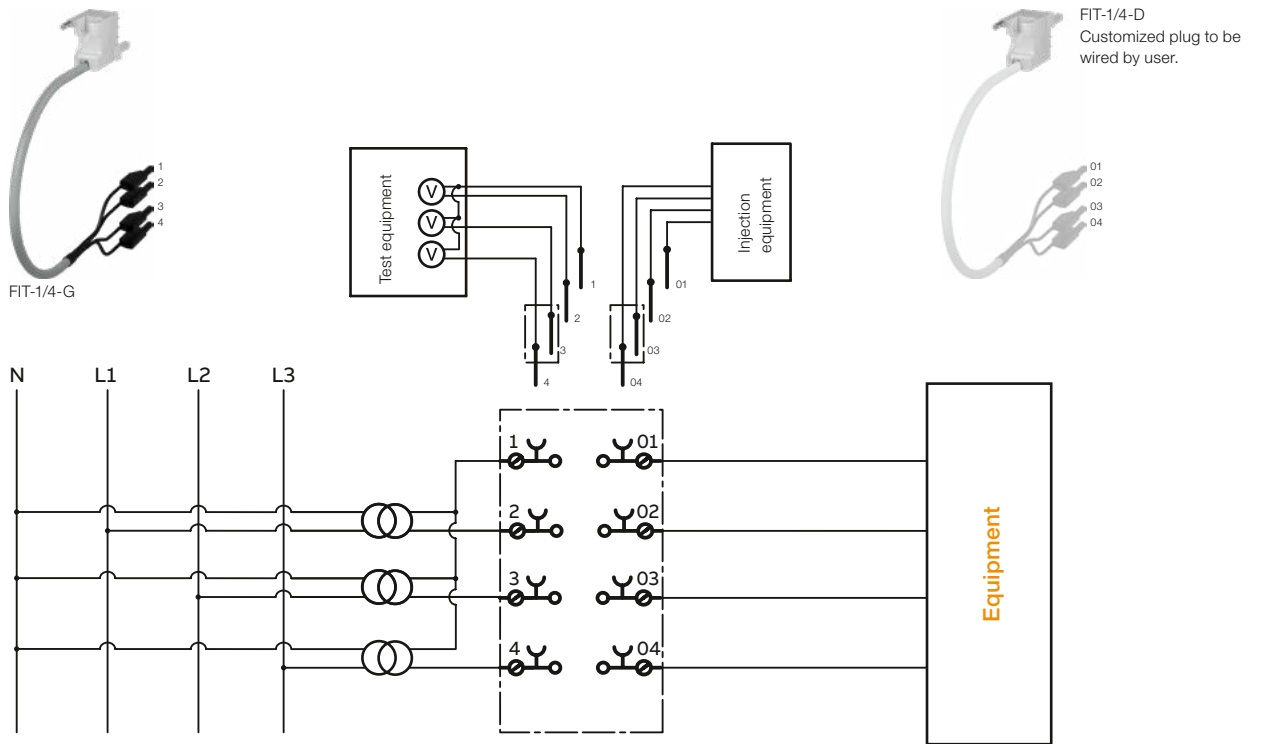 FIT-1/4-D
Customized plug to be
wired by user.
1
2
3
4
FIT-1/4-G
01
02
03
04
Test equipment
V
V
V
Injection
equipment
1
2
3
4
01
02
03
04
N L1 L2 L3
1 01
2 02
3 03
4 04
Equipment